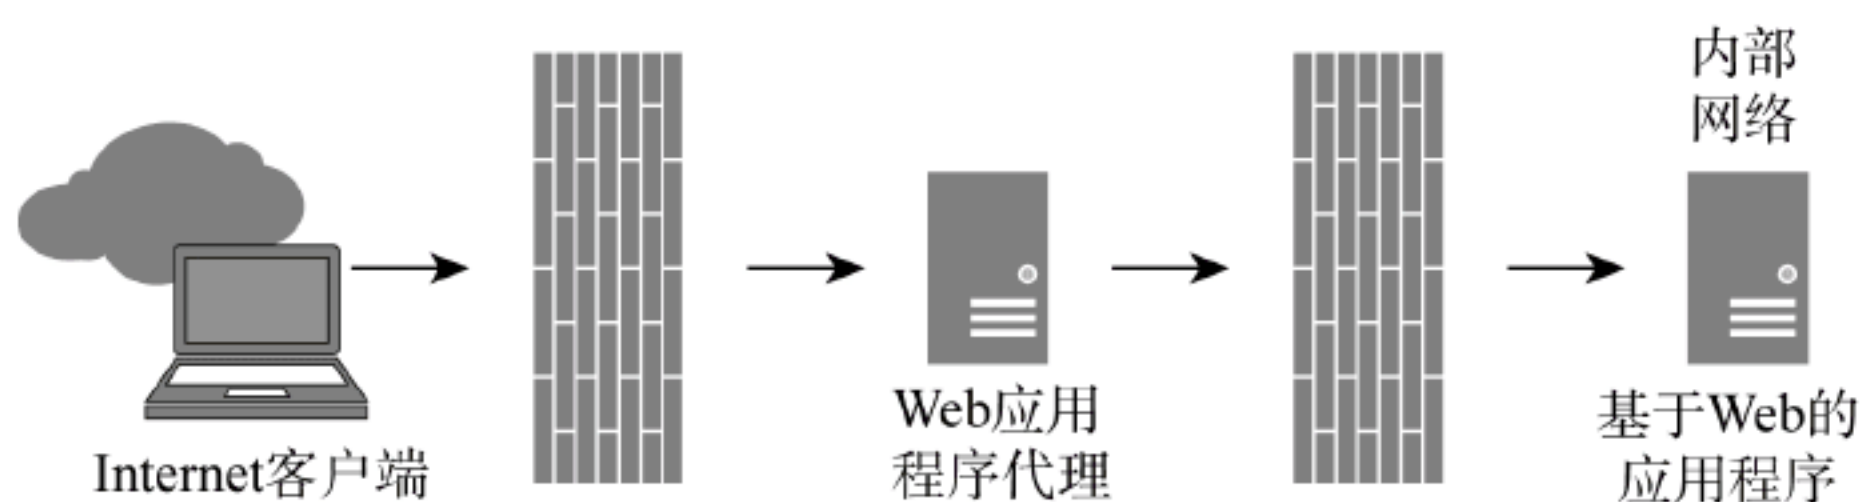 内部
网络
Internet客户端
Web应用
程序代理
基于Web的
应用程序